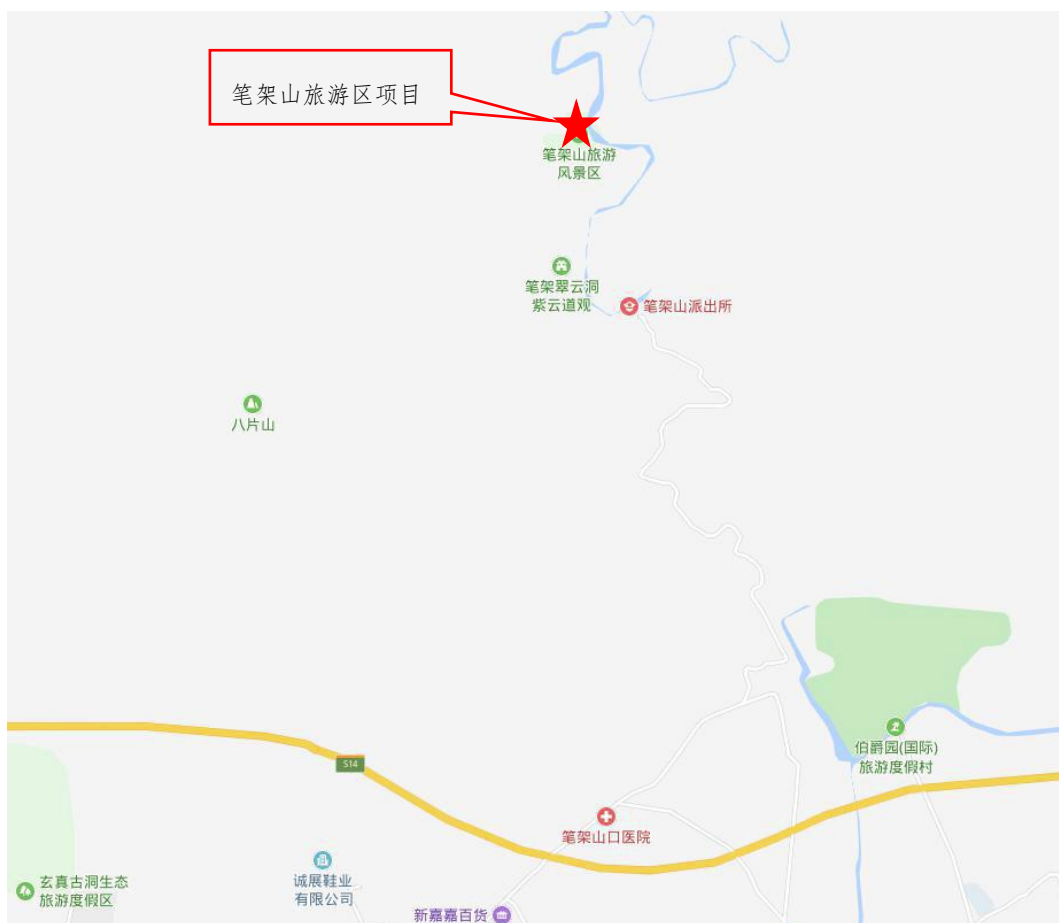 笔架山旅游区项目
笔架山旅游
风景区
笔架翠云洞
紫云道观
笔架山派出所
八片山
伯爵园(国际)
旅游度假村
S14
笔架山口医院
玄真古洞生态
旅游度假区
诚展鞋业
有限公司
新嘉嘉百货